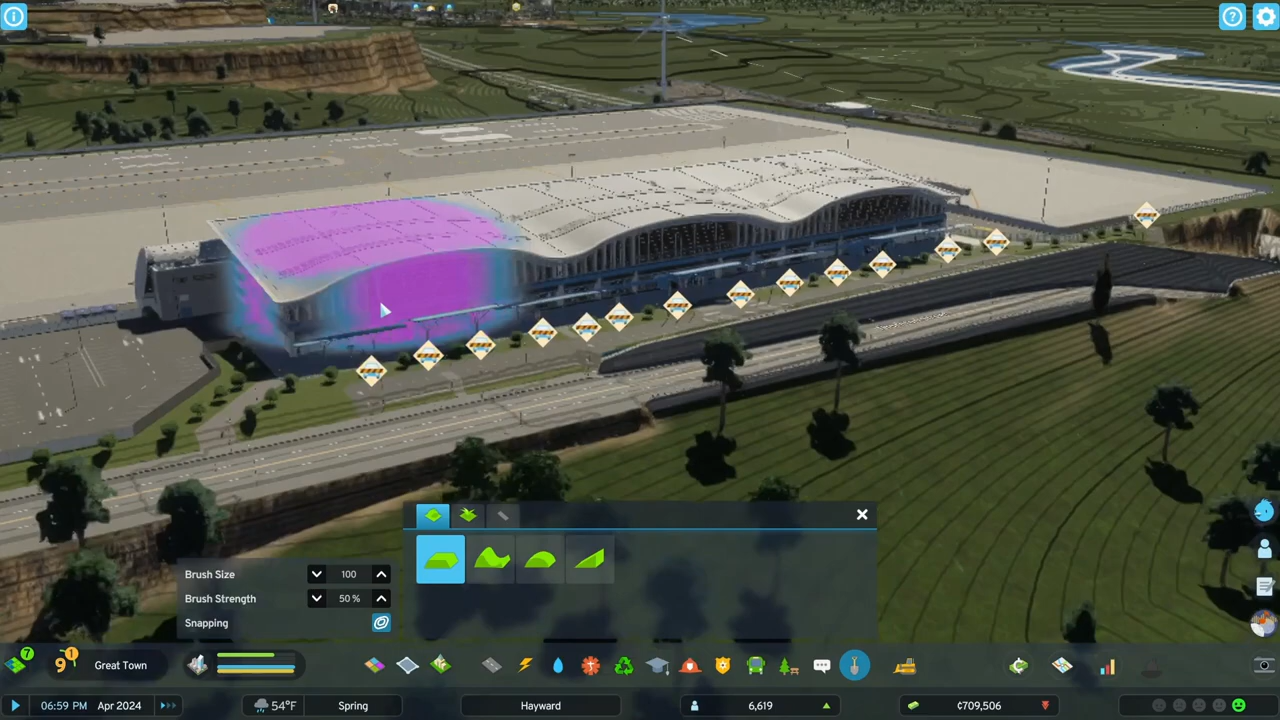 Brush Size 100
Brush Strength 50 %
Snapping
7
9 1 Great Town
06:59 PM Apr 2024 54°F Spring Hayward 6,619 ¢709,506